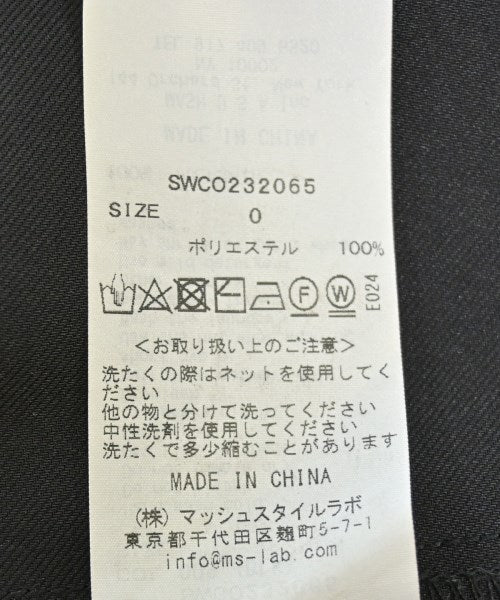 SWCO232065
SIZE 0
ポリエステル 100%
F W E024
<お取り扱い上のご注意>
洗たくの際はネットを使用してく
ださい
他の物と分けて洗ってください
中性洗剤を使用してください
洗たくで多少縮むことがあります
MADE IN CHINA
(株) マッシュスタイルラボ
東京都千代田区麹町5-7-1
info@ms-lab.com